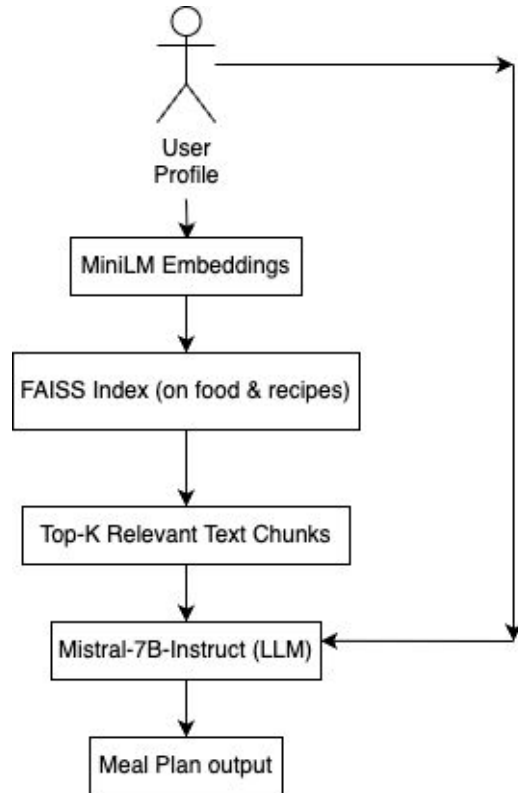 User
Profile
MiniLM Embeddings
FAISS Index (on food & recipes)
Top-K Relevant Text Chunks
Mistral-7B-Instruct (LLM)
Meal Plan output